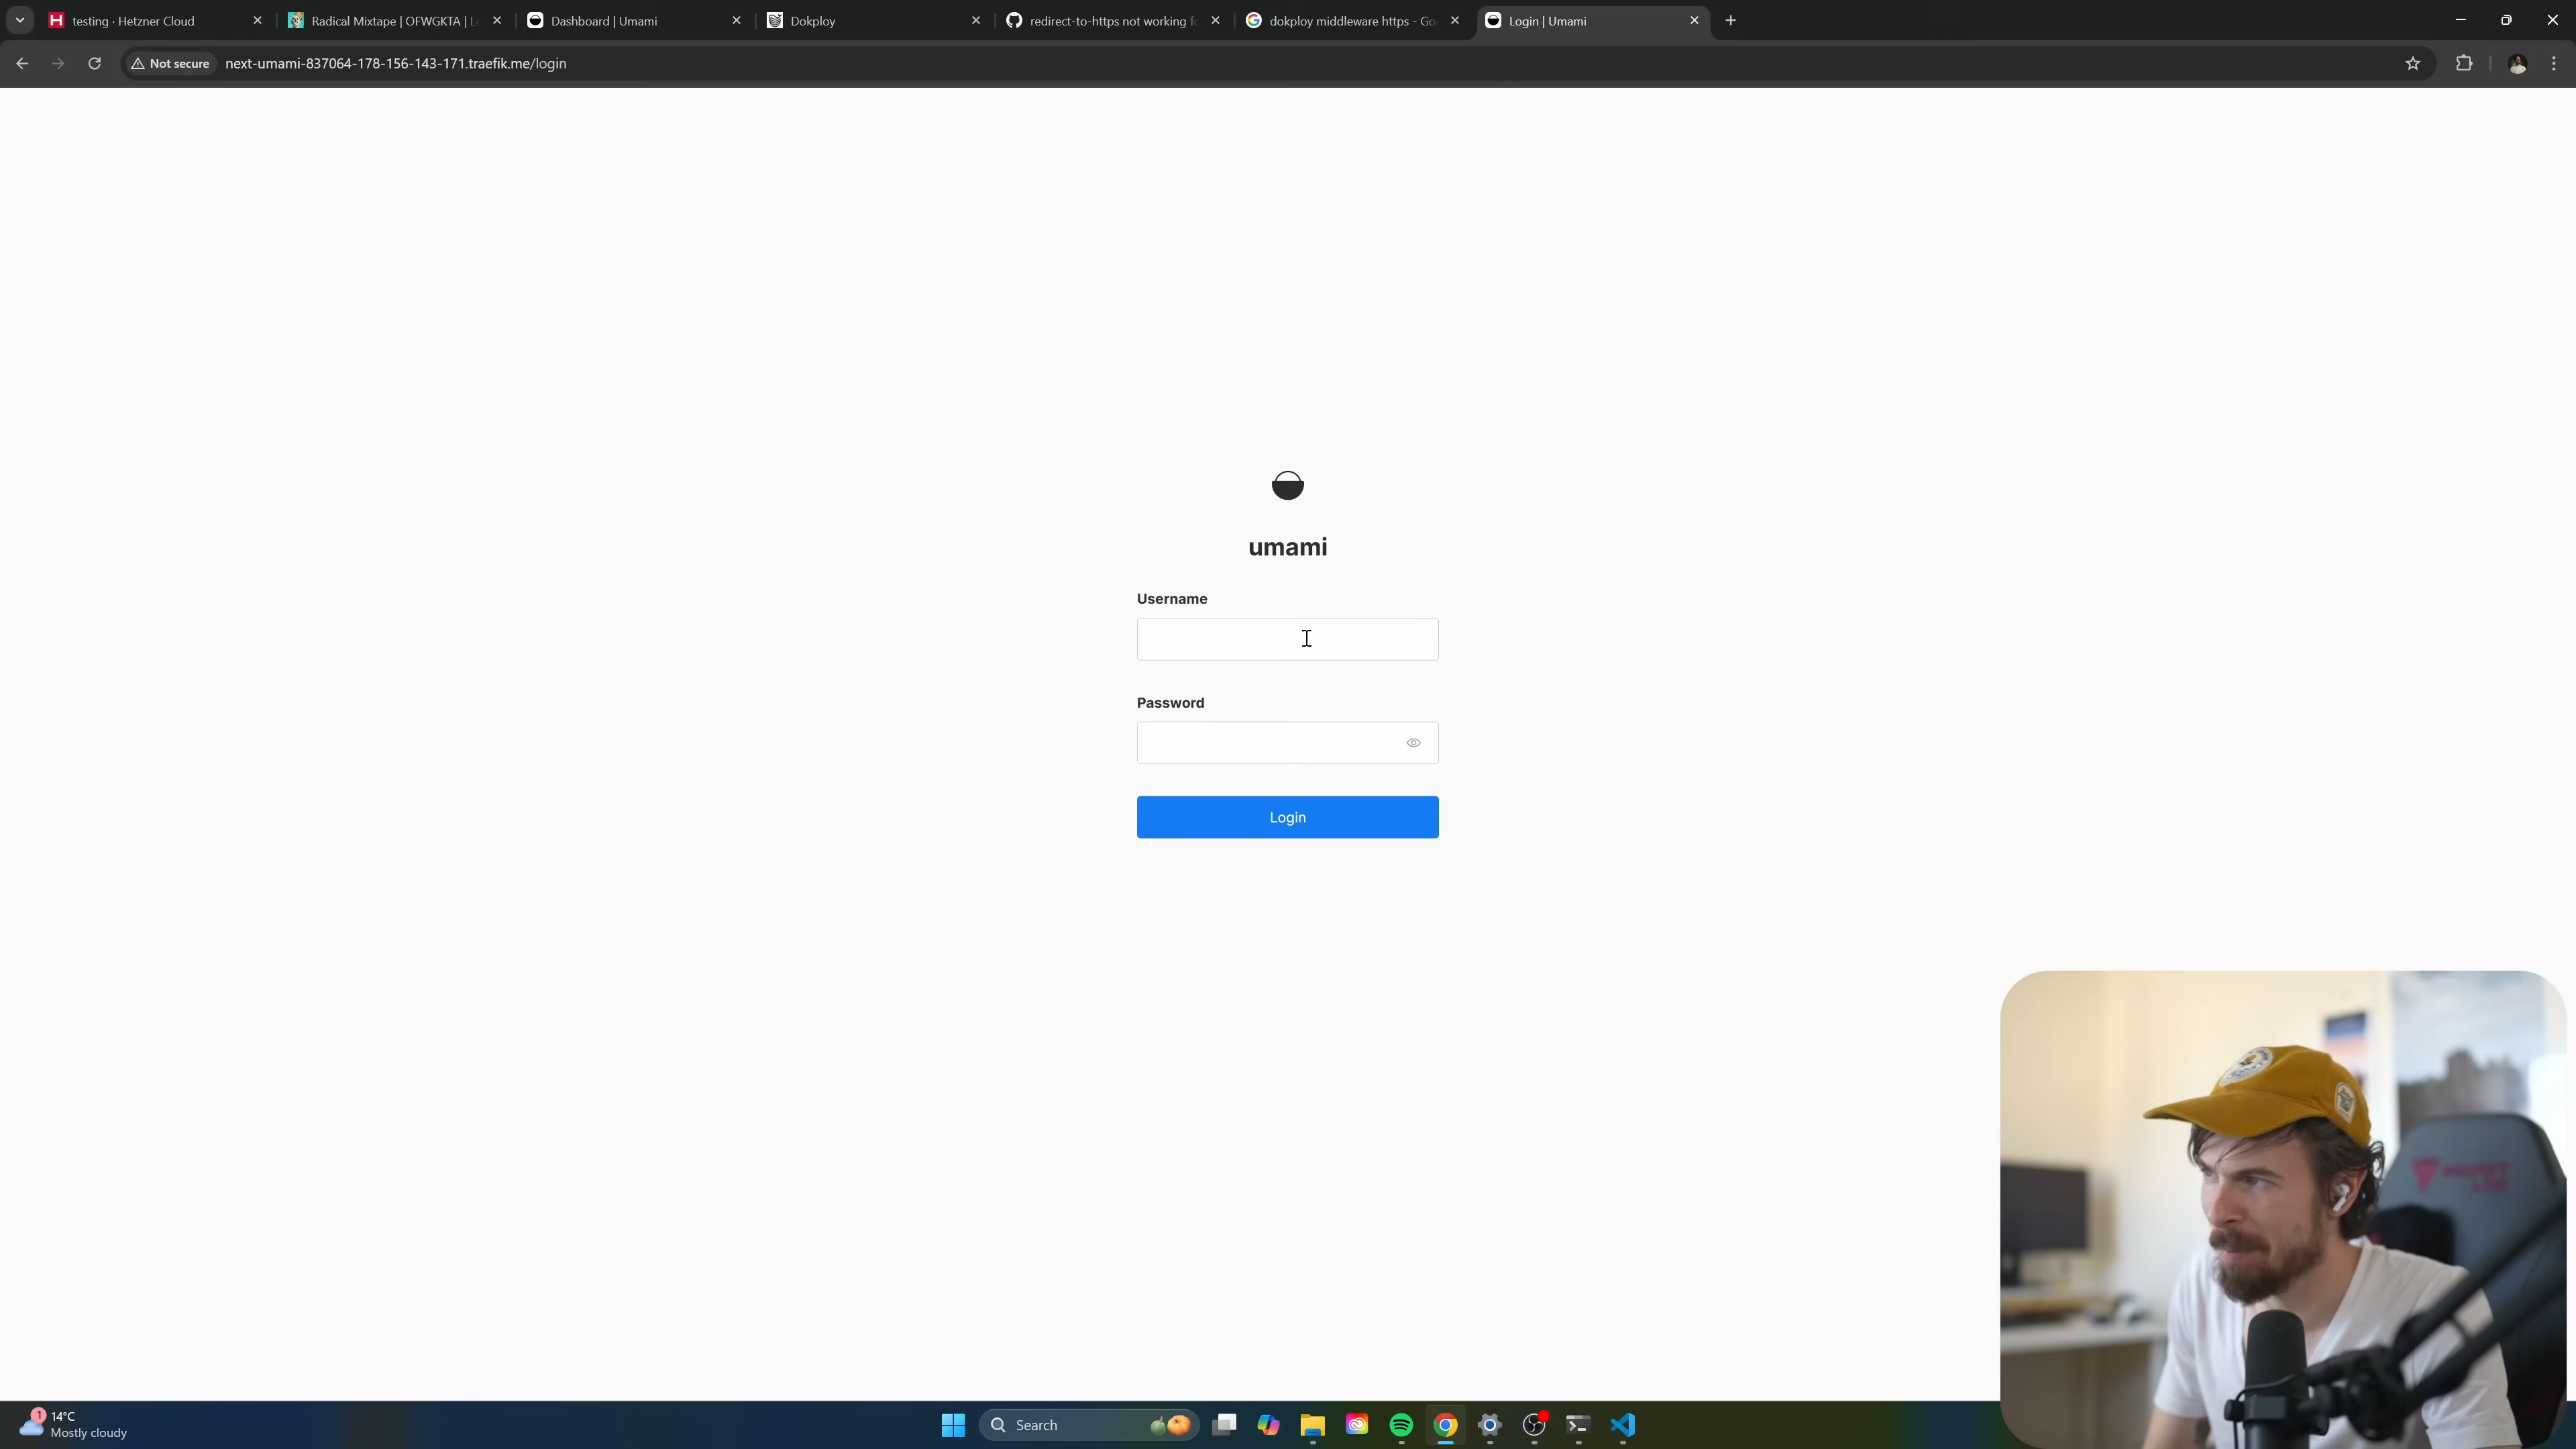 testing · Hetzner Cloud
Radical Mixtape | OFWGKTA | L
Dashboard | Umami
Dokploy
redirect-to-https not working f
dokploy middleware https - Go
Login | Umami
Not secure
next-umami-837064-178-156-143-171.traefik.me/login
umami
Username
Password
Login
1
14°C
Mostly cloudy
Search